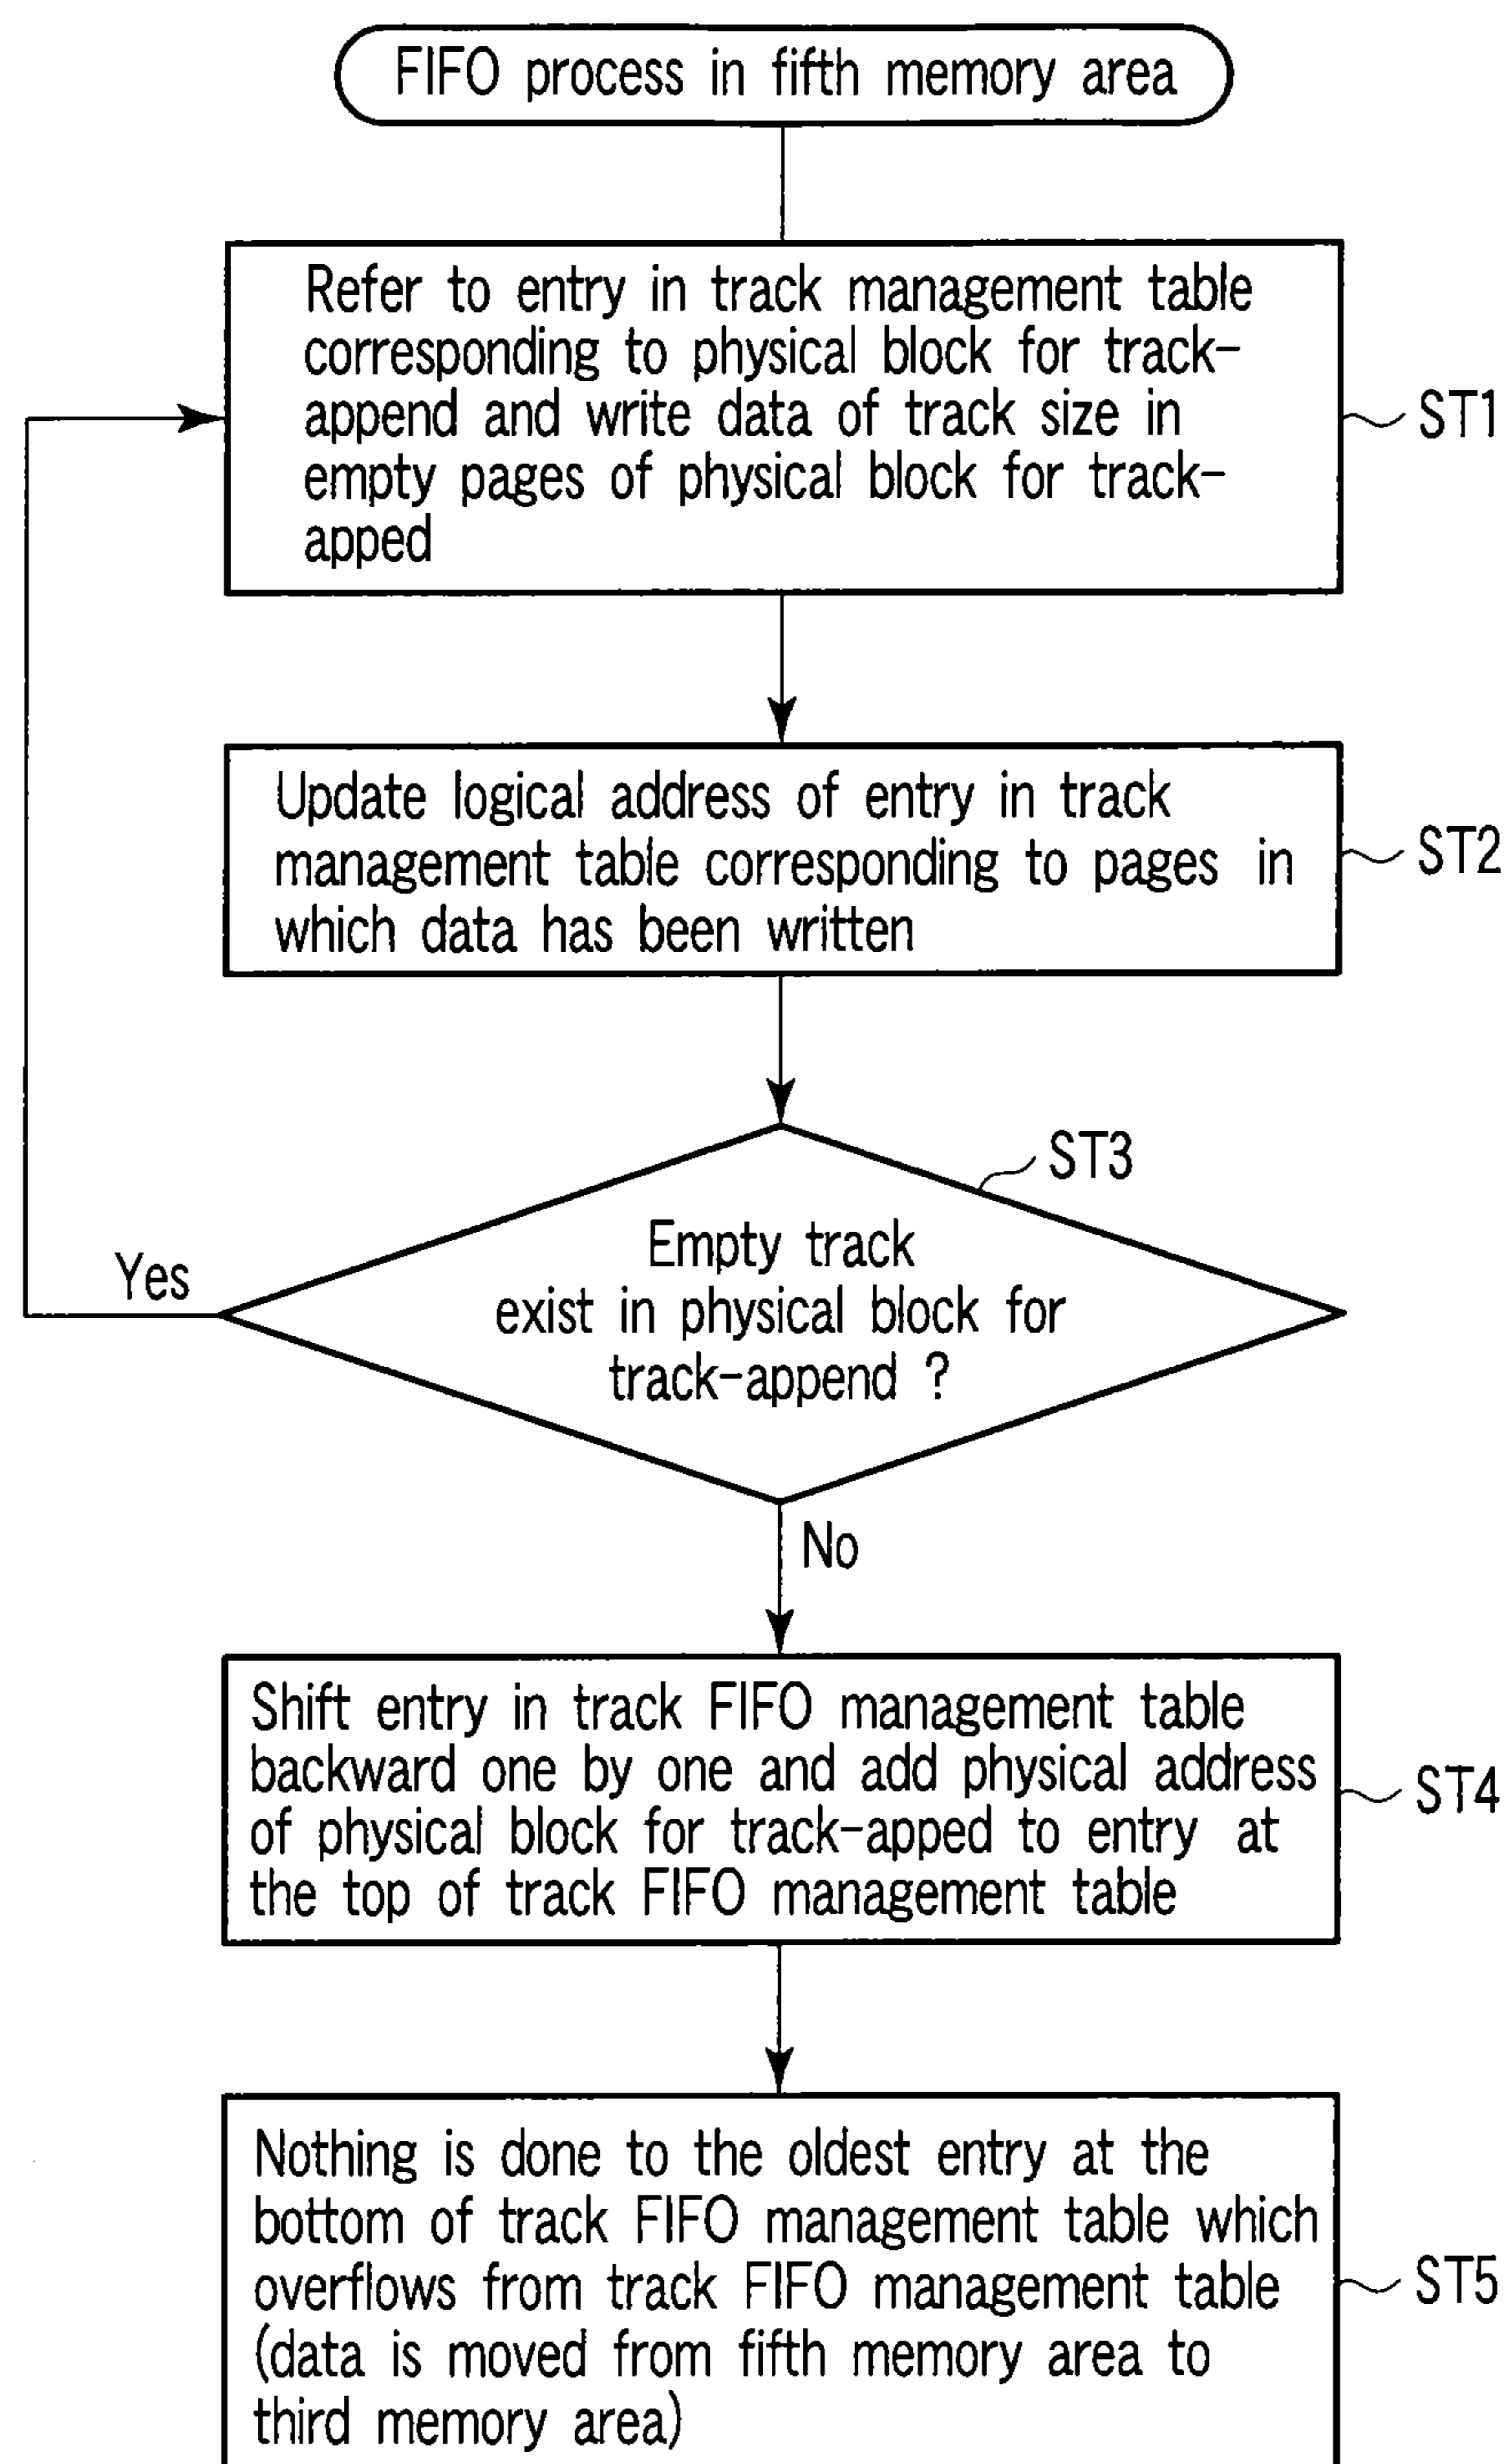 FIFO process in fifth memory area
Refer to entry in track management table
corresponding to physical block for track-
append and write data of track size in
empty pages of physical block for track-
apped
ST1
Update logical address of entry in track
management table corresponding to pages in
which data has been written
ST2
ST3
Empty track
exist in physical block for
track-append ?
Yes
No
Shift entry in track FIFO management table
backward one by one and add physical address
of physical block for track-apped to entry at
the top of track FIFO management table
ST4
Nothing is done to the oldest entry at the
bottom of track FIFO management table which
overflows from track FIFO management table
(data is moved from fifth memory area to
third memory area)
ST5